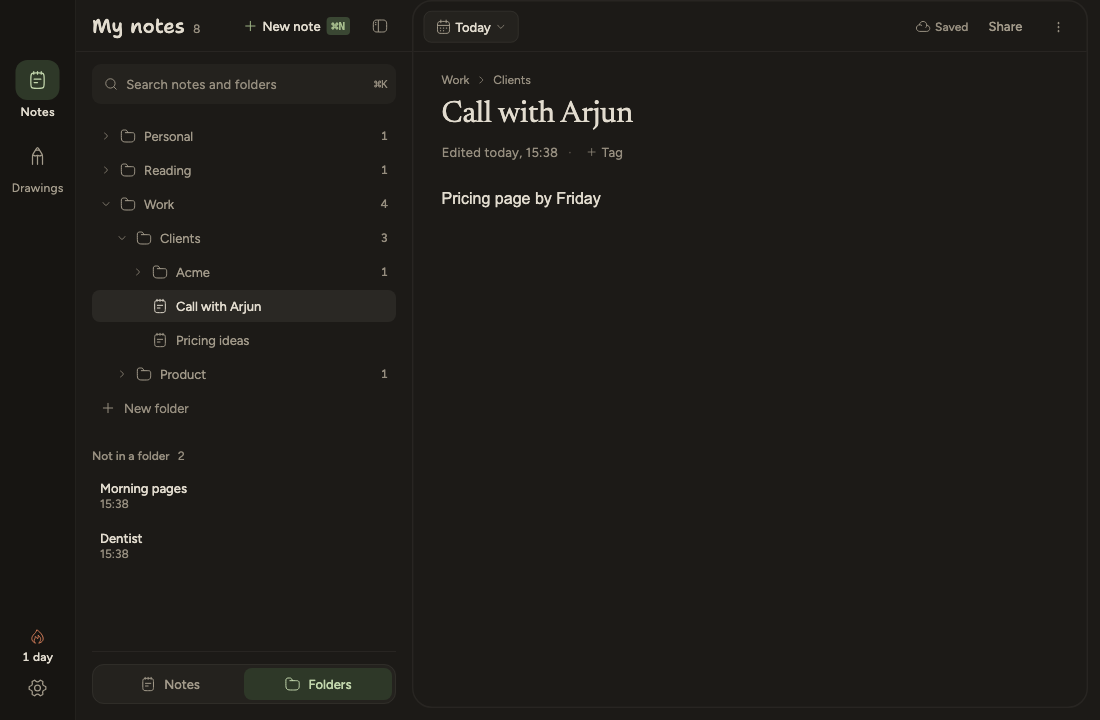 My notes 8
+ New note ⌘N
Today
Saved
Share
Notes
Drawings
Search notes and folders ⌘K
Personal 1
Reading 1
Work 4
Clients 3
Acme 1
Call with Arjun
Pricing ideas
Product 1
+ New folder
Not in a folder 2
Morning pages
15:38
Dentist
15:38
1 day
Notes
Folders
Work > Clients
Call with Arjun
Edited today, 15:38 · + Tag
Pricing page by Friday